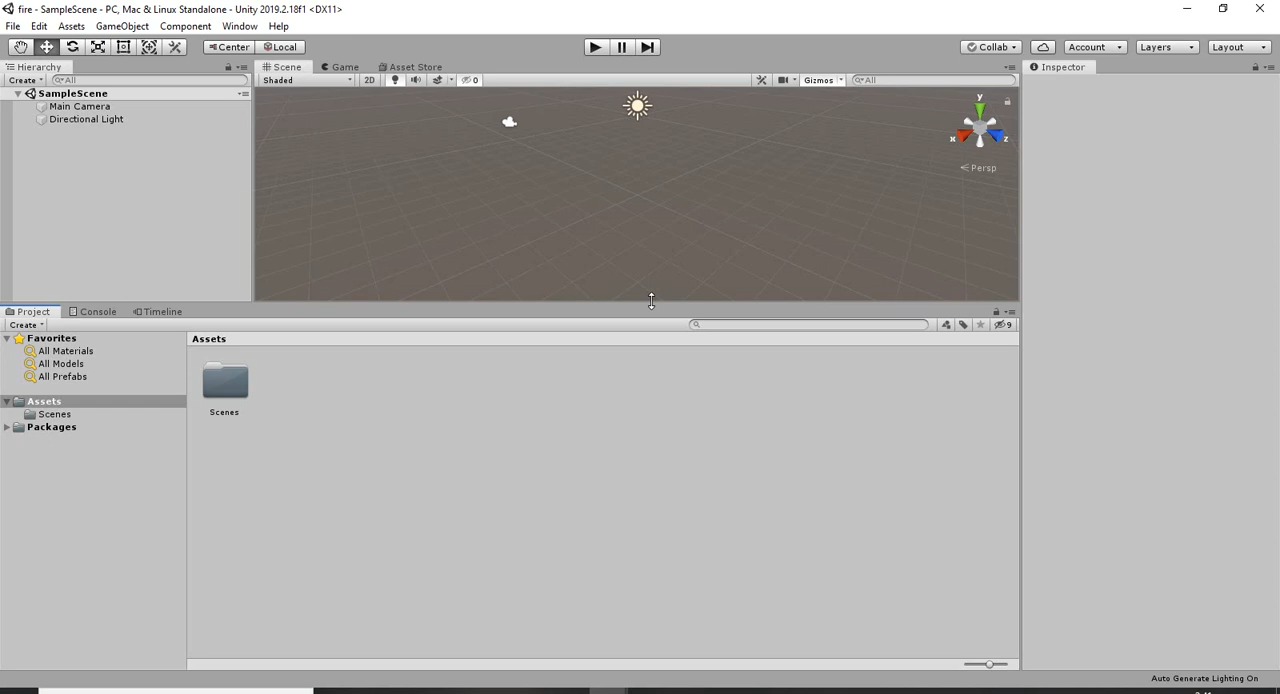 fire - SampleScene - PC, Mac & Linux Standalone - Unity 2019.2.18f1 <DX11>
File Edit Assets GameObject Component Window Help
Center Local Collab Account Layers Layout
Hierarchy Scene Game Asset Store Inspector
Create All Shaded 2D 0 Gizmos All
SampleScene
Main Camera
Directional Light
y
x z
Persp
Project Console Timeline
Create 9
Favorites Assets
All Materials
All Models
All Prefabs
Assets
Scenes Scenes
Packages
Auto Generate Lighting On